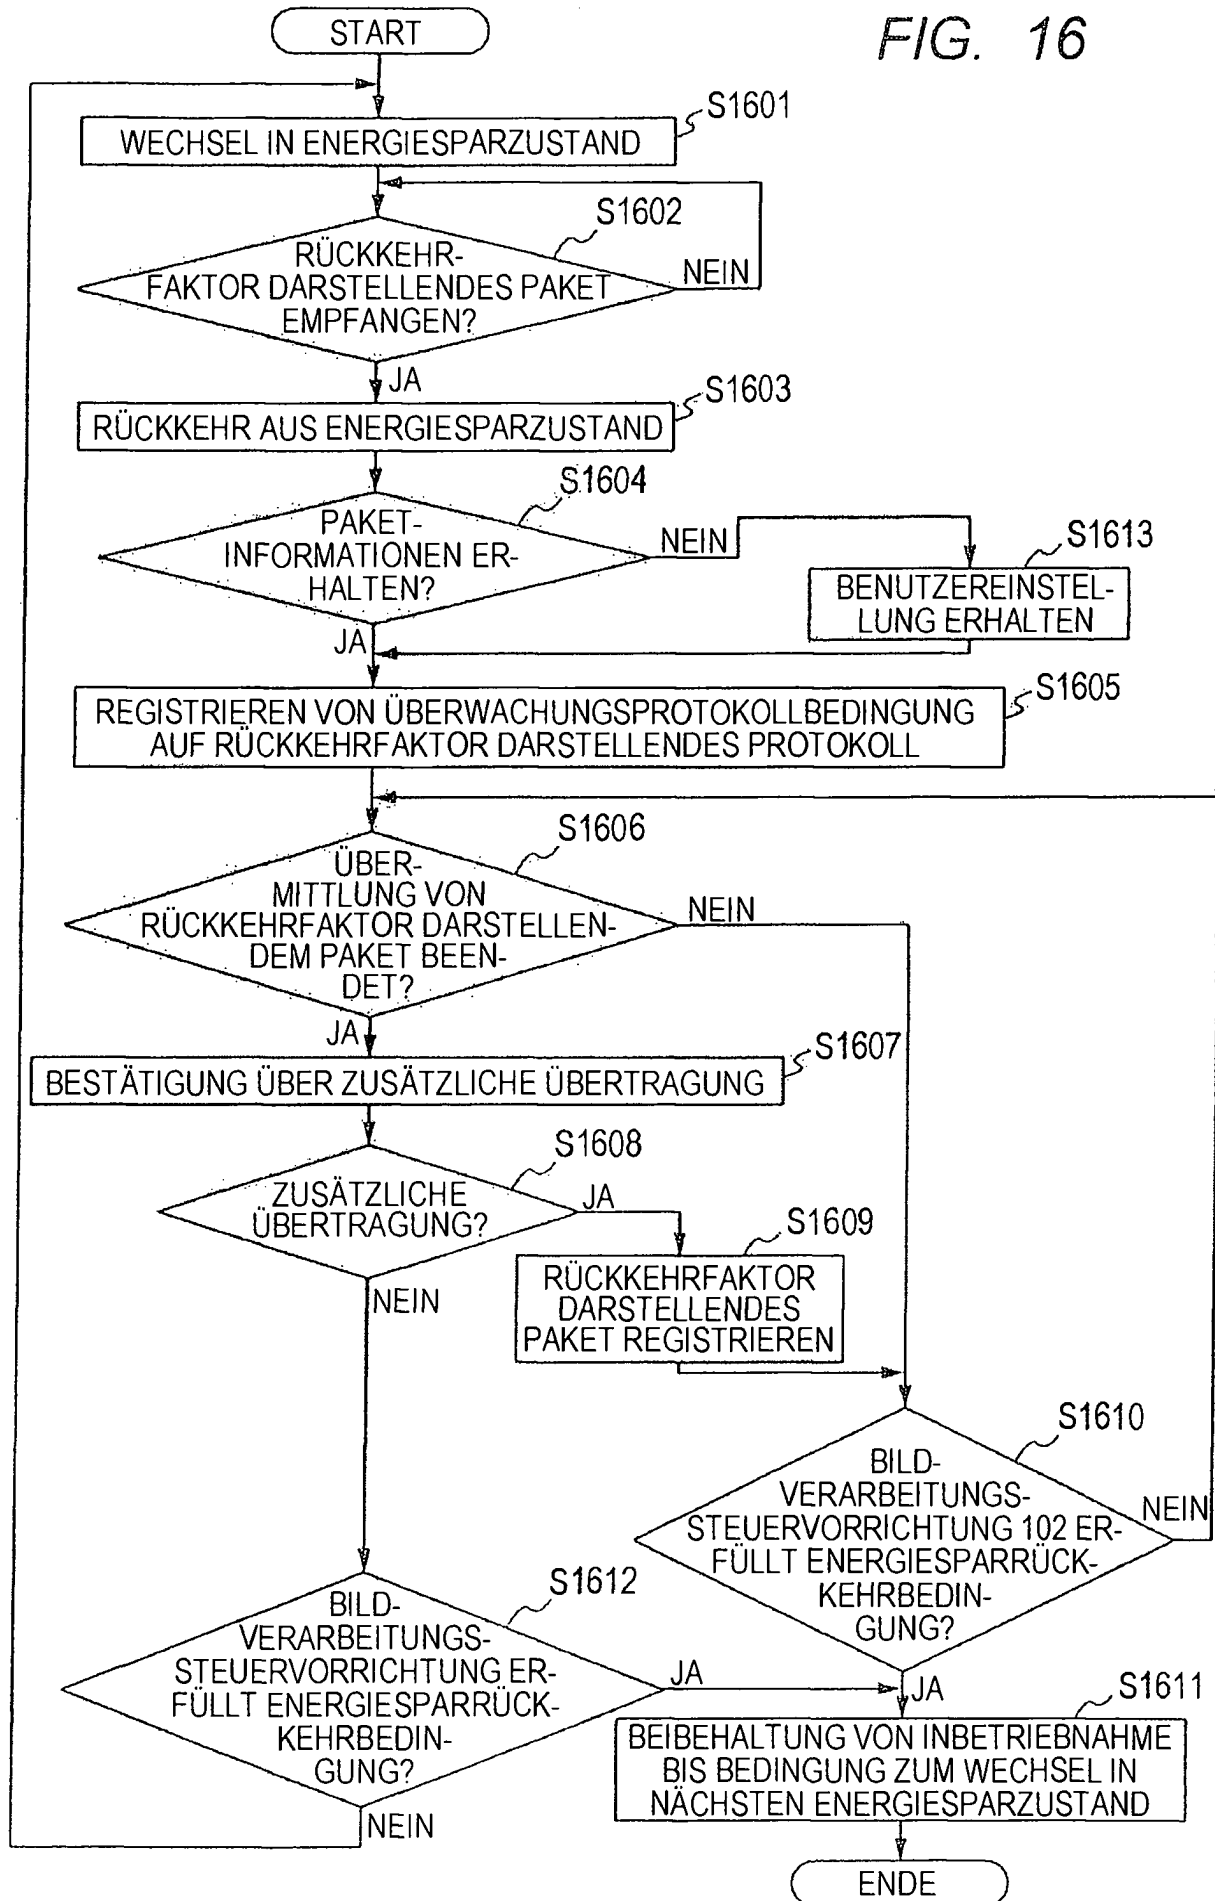 FIG. 16
START
S1601
WECHSEL IN ENERGIESPARZUSTAND
S1602
RÜCKKEHR-
FAKTOR DARSTELLENDES PAKET
EMPFANGEN?
NEIN
JA
S1603
RÜCKKEHR AUS ENERGIESPARZUSTAND
S1604
PAKET-
INFORMATIONEN ER-
HALTEN?
NEIN
S1613
BENUTZEREINSTEL-
LUNG ERHALTEN
JA
S1605
REGISTRIEREN VON ÜBERWACHUNGSPROTOKOLLBEDINGUNG
AUF RÜCKKEHRFAKTOR DARSTELLENDES PROTOKOLL
S1606
ÜBER-
MITTLUNG VON
RÜCKKEHRFAKTOR DARSTELLEN-
DEM PAKET BEEN-
DET?
NEIN
JA
S1607
BESTÄTIGUNG ÜBER ZUSÄTZLICHE ÜBERTRAGUNG
S1608
ZUSÄTZLICHE
ÜBERTRAGUNG?
JA
S1609
RÜCKKEHRFAKTOR
DARSTELLENDES
PAKET REGISTRIEREN
NEIN
S1610
BILD-
VERARBEITUNGS-
STEUERVORRICHTUNG 102 ER-
FÜLLT ENERGIESPARRÜCK-
KEHRBEDIN-
GUNG?
NEIN
JA
S1612
BILD-
VERARBEITUNGS-
STEUERVORRICHTUNG ER-
FÜLLT ENERGIESPARRÜCK-
KEHRBEDIN-
GUNG?
JA
NEIN
S1611
BEIBEHALTUNG VON INBETRIEBNAHME
BIS BEDINGUNG ZUM WECHSEL IN
NÄCHSTEN ENERGIESPARZUSTAND
ENDE